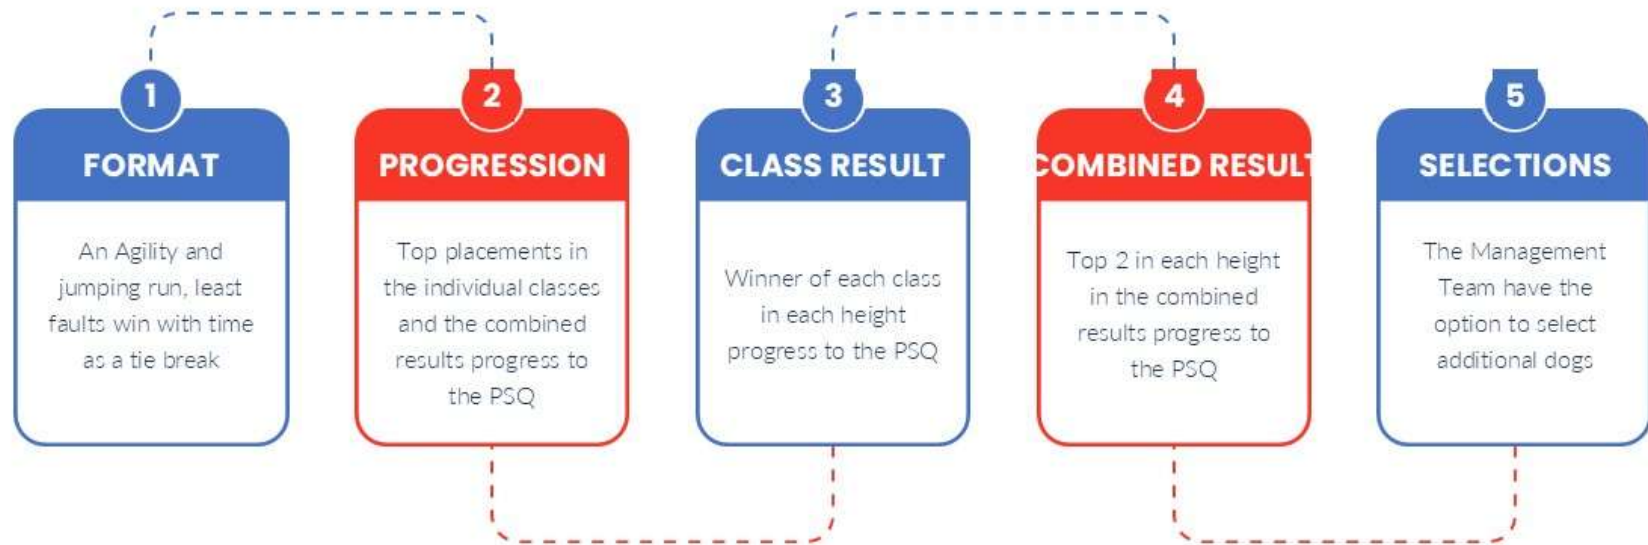 1
FORMAT
An Agility and
jumping run, least
faults win with time
as a tie break
2
PROGRESSION
Top placements in
the individual classes
and the combined
results progress to
the PSQ
3
CLASS RESULT
Winner of each class
in each height
progress to the PSQ
4
COMBINED RESULT
Top 2 in each height
in the combined
results progress to
the PSQ
5
SELECTIONS
The Management
Team have the
option to select
additional dogs